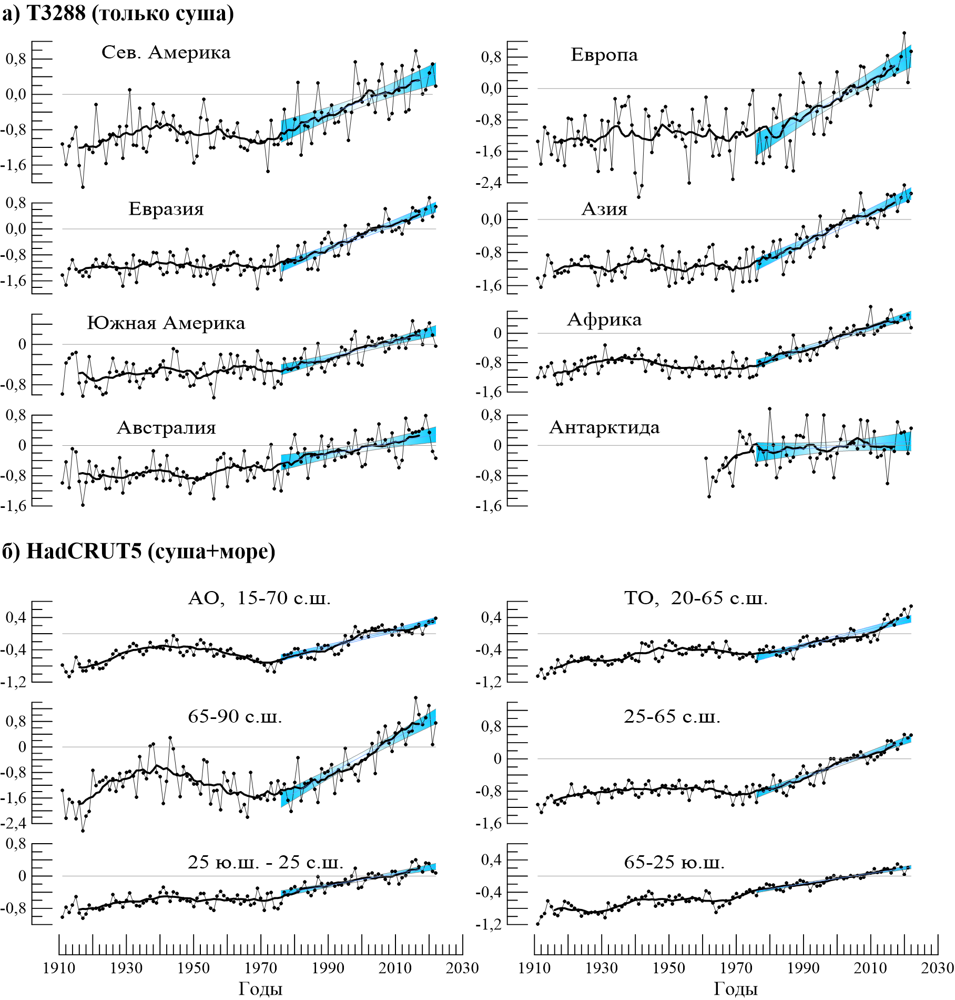 а) T3288 (только суша)
Сев. Америка
0,8
0,0
-0,8
-1,6
Европа
0,8
0,0
-0,8
-1,6
-2,4
Евразия
0,8
0,0
-0,8
-1,6
Азия
0,0
-0,8
-1,6
Южная Америка
0
-0,8
Африка
0
-0,8
-1,6
Австралия
0,8
0
-0,8
-1,6
Антарктида
0,8
0
-0,8
-1,6
б) HadCRUT5 (суша+море)
АО, 15-70 с.ш.
0,4
-0,4
-1,2
ТО, 20-65 с.ш.
0,4
-0,4
-1,2
65-90 с.ш.
0,8
0
-0,8
-1,6
-2,4
25-65 с.ш.
0,8
0
-0,8
-1,6
25 ю.ш. - 25 с.ш.
0,8
0
-0,8
65-25 ю.ш.
0,4
-0,4
-1,2
1910 1930 1950 1970 1990 2010 2030
Годы
1910 1930 1950 1970 1990 2010 2030
Годы